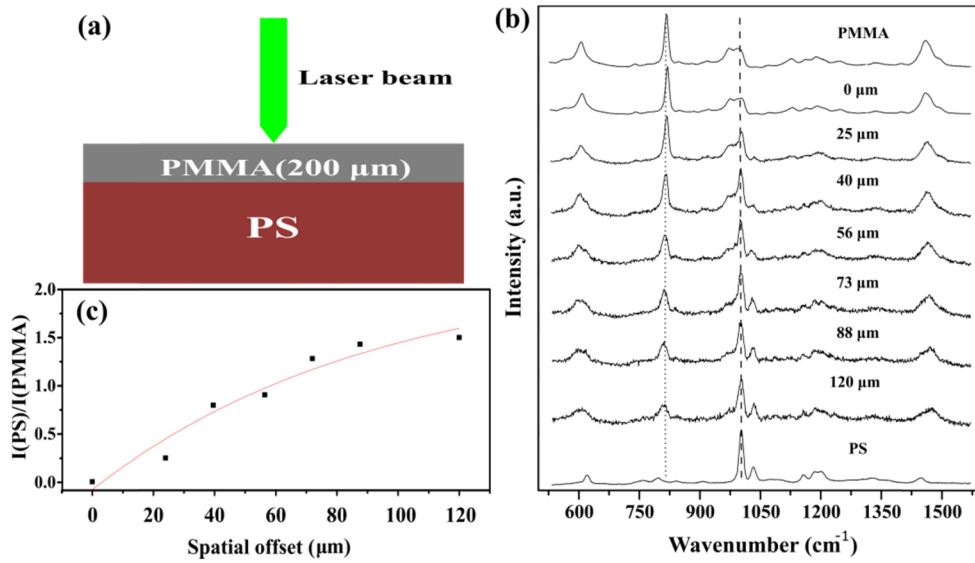 (a)
Laser beam
PMMA(200 μm)
PS
(b)
PMMA
0 μm
25 μm
40 μm
56 μm
73 μm
88 μm
120 μm
PS
Intensity (a.u.)
600 750 900 1050 1200 1350 1500
Wavenumber (cm⁻¹)
(c)
2.0
1.5
1.0
0.5
0.0
I(PS)/I(PMMA)
0 20 40 60 80 100 120
Spatial offset (μm)